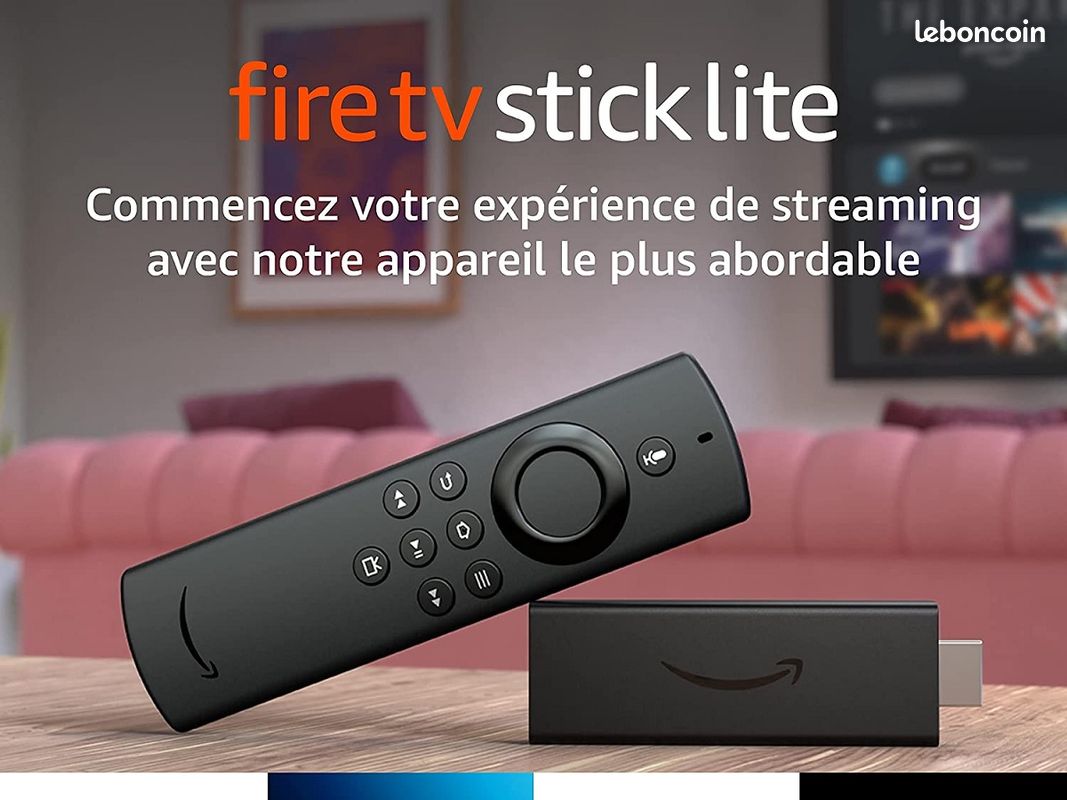 leboncoin
fire tv stick lite
Commencez votre expérience de streaming
avec notre appareil le plus abordable